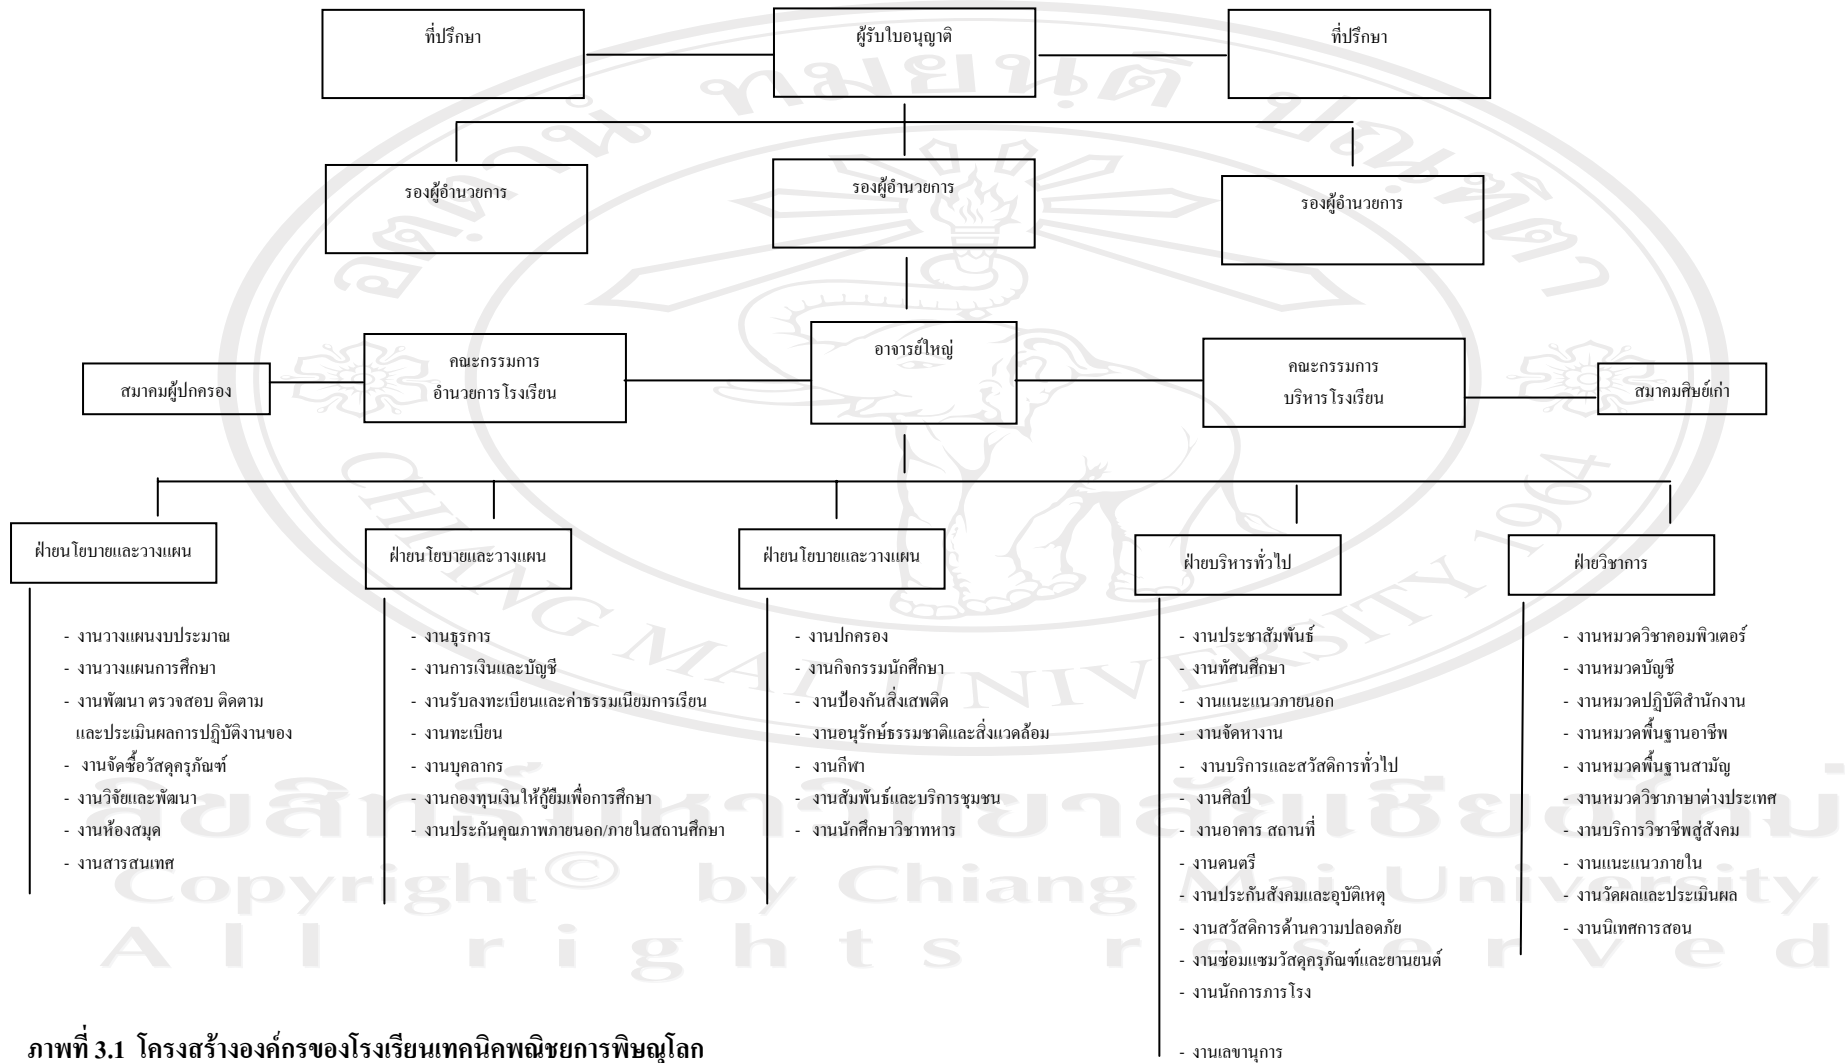 ที่ปรึกษา
ผู้รับใบอนุญาติ
ที่ปรึกษา
รองผู้อำนวยการ
รองผู้อำนวยการ
รองผู้อำนวยการ
สมาคมผู้ปกครอง
คณะกรรมการ
อำนวยการโรงเรียน
อาจารย์ใหญ่
คณะกรรมการ
บริหารโรงเรียน
สมาคมศิษย์เก่า
ฝ่ายนโยบายและวางแผน
- งานวางแผนงบประมาณ
- งานวางแผนการศึกษา
- งานพัฒนา ตรวจสอบ ติดตาม
และประเมินผลการปฏิบัติงานของ
- งานจัดซื้อวัสดุครุภัณฑ์
- งานวิจัยและพัฒนา
- งานห้องสมุด
- งานสารสนเทศ
ฝ่ายนโยบายและวางแผน
- งานธุรการ
- งานการเงินและบัญชี
- งานรับลงทะเบียนและค่าธรรมเนียมการเรียน
- งานทะเบียน
- งานบุคลากร
- งานกองทุนเงินให้กู้ยืมเพื่อการศึกษา
- งานประกันคุณภาพภายนอก/ภายในสถานศึกษา
ฝ่ายนโยบายและวางแผน
- งานปกครอง
- งานกิจกรรมนักศึกษา
- งานป้องกันสิ่งเสพติด
- งานอนุรักษ์ธรรมชาติและสิ่งแวดล้อม
- งานกีฬา
- งานสัมพันธ์และบริการชุมชน
- งานนักศึกษาวิชาทหาร
ฝ่ายบริหารทั่วไป
- งานประชาสัมพันธ์
- งานทัศนศึกษา
- งานแนะแนวภายนอก
- งานจัดหางาน
- งานบริการและสวัสดิการทั่วไป
- งานศิลป์
- งานอาคาร สถานที่
- งานดนตรี
- งานประกันสังคมและอุบัติเหตุ
- งานสวัสดิการด้านความปลอดภัย
- งานซ่อมแซมวัสดุครุภัณฑ์และยานยนต์
- งานนักการภารโรง
- งานเลขานุการ
ฝ่ายวิชาการ
- งานหมวดวิชาคอมพิวเตอร์
- งานหมวดบัญชี
- งานหมวดปฏิบัติสำนักงาน
- งานหมวดพื้นฐานอาชีพ
- งานหมวดพื้นฐานสามัญ
- งานหมวดวิชาภาษาต่างประเทศ
- งานบริการวิชาชีพสู่สังคม
- งานแนะแนวภายใน
- งานวัดผลและประเมินผล
- งานนิเทศการสอน
ภาพที่ 3.1 โครงสร้างองค์กรของโรงเรียนเทคนิคพณิชยการพิษณุโลก
CHIANG MAI UNIVERSITY 1964
ลิขสิทธิ์มหาวิทยาลัยเชียงใหม่
Copyright © by Chiang Mai University
All rights reserved